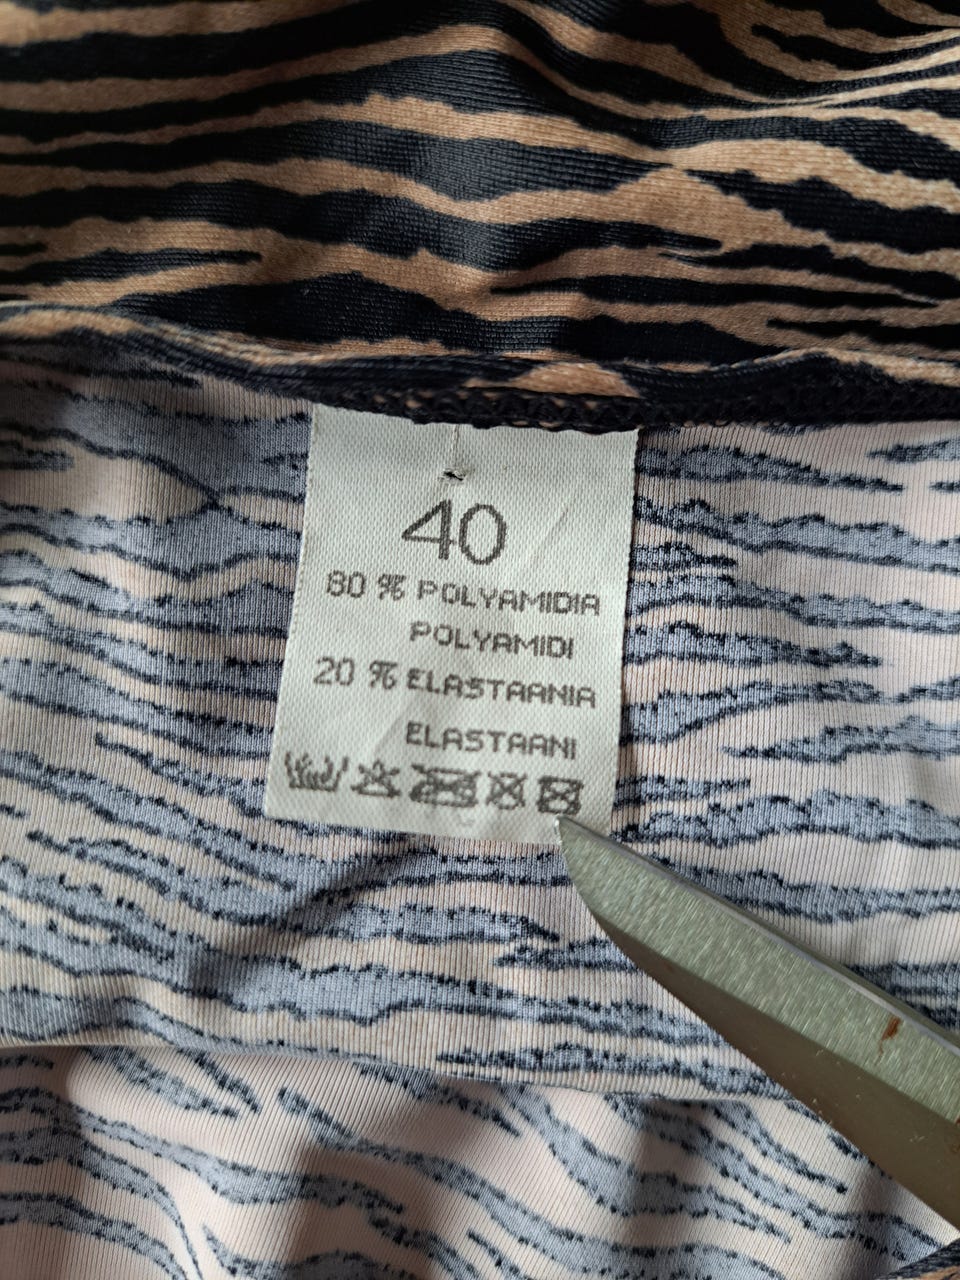 40
80 % POLYAMIDIA
POLYAMIDI
20 % ELASTAANIA
ELASTAANI